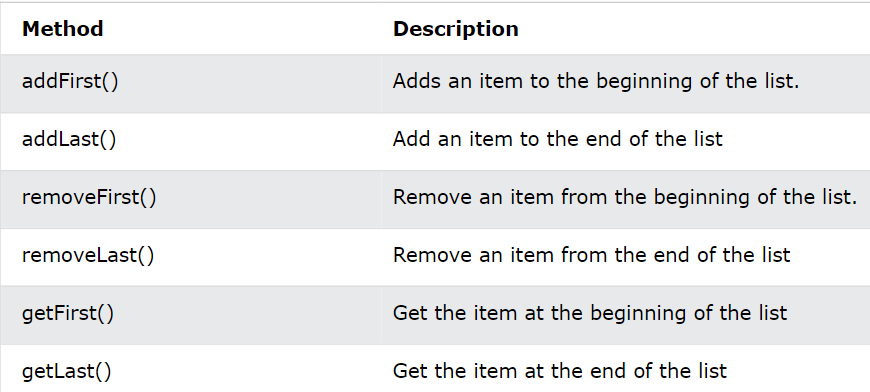 Method Description
addFirst() Adds an item to the beginning of the list.
addLast() Add an item to the end of the list
removeFirst() Remove an item from the beginning of the list.
removeLast() Remove an item from the end of the list
getFirst() Get the item at the beginning of the list
getLast() Get the item at the end of the list